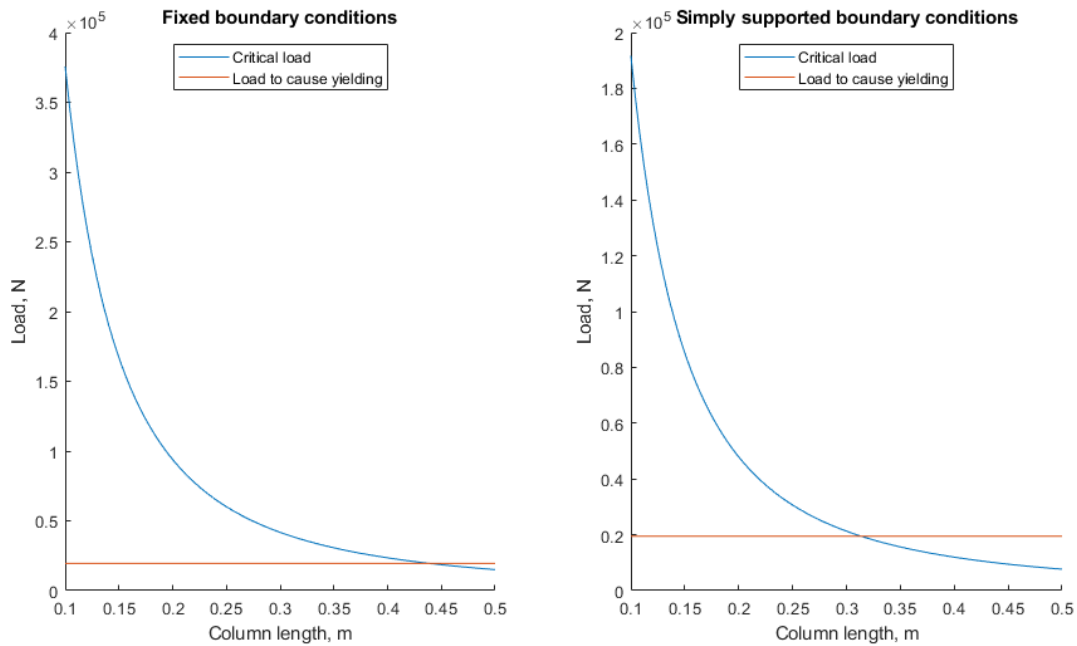 ×10^5
Fixed boundary conditions
Critical load
Load to cause yielding
4
3.5
3
2.5
2
1.5
1
0.5
0
Load, N
0.1 0.15 0.2 0.25 0.3 0.35 0.4 0.45 0.5
Column length, m
×10^5
Simply supported boundary conditions
Critical load
Load to cause yielding
2
1.8
1.6
1.4
1.2
1
0.8
0.6
0.4
0.2
0
Load, N
0.1 0.15 0.2 0.25 0.3 0.35 0.4 0.45 0.5
Column length, m